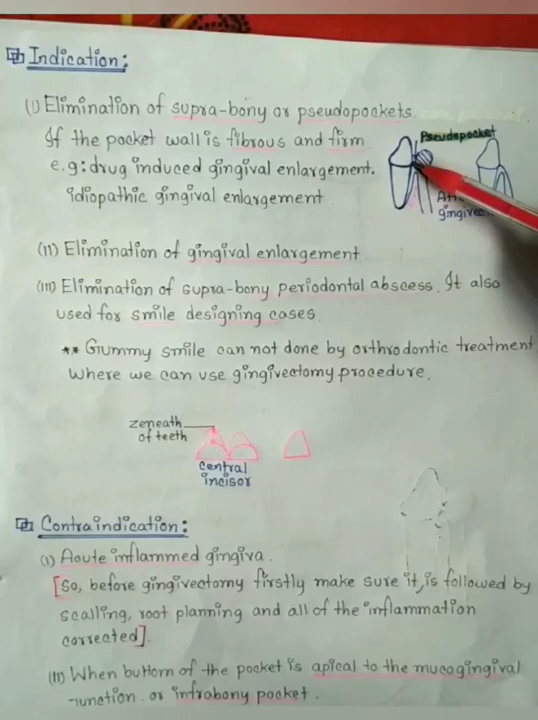 Indication:
(I) Elimination of supra-bony or pseudopockets
If the pocket wall is fibrous and firm
e.g: drug induced gingival enlargement.
idiopathic gingival enlargement
Pseudopocket
(II) Elimination of gingival enlargement
(III) Elimination of supra-bony periodontal abscess. It also
used for smile designing cases.
** Gummy smile can not done by orthrodontic treatment
where we can use gingivectomy procedure.
zeneath
of teeth
central
incisor
Contraindication:
(I) Acute inflammed gingiva.
[So, before gingivectomy firstly make sure it, is followed by
scalling, root planning and all of the inflammation
corrected].
(II) When buttom of the pocket is apical to the mucogingival
junction or infrabony pocket.